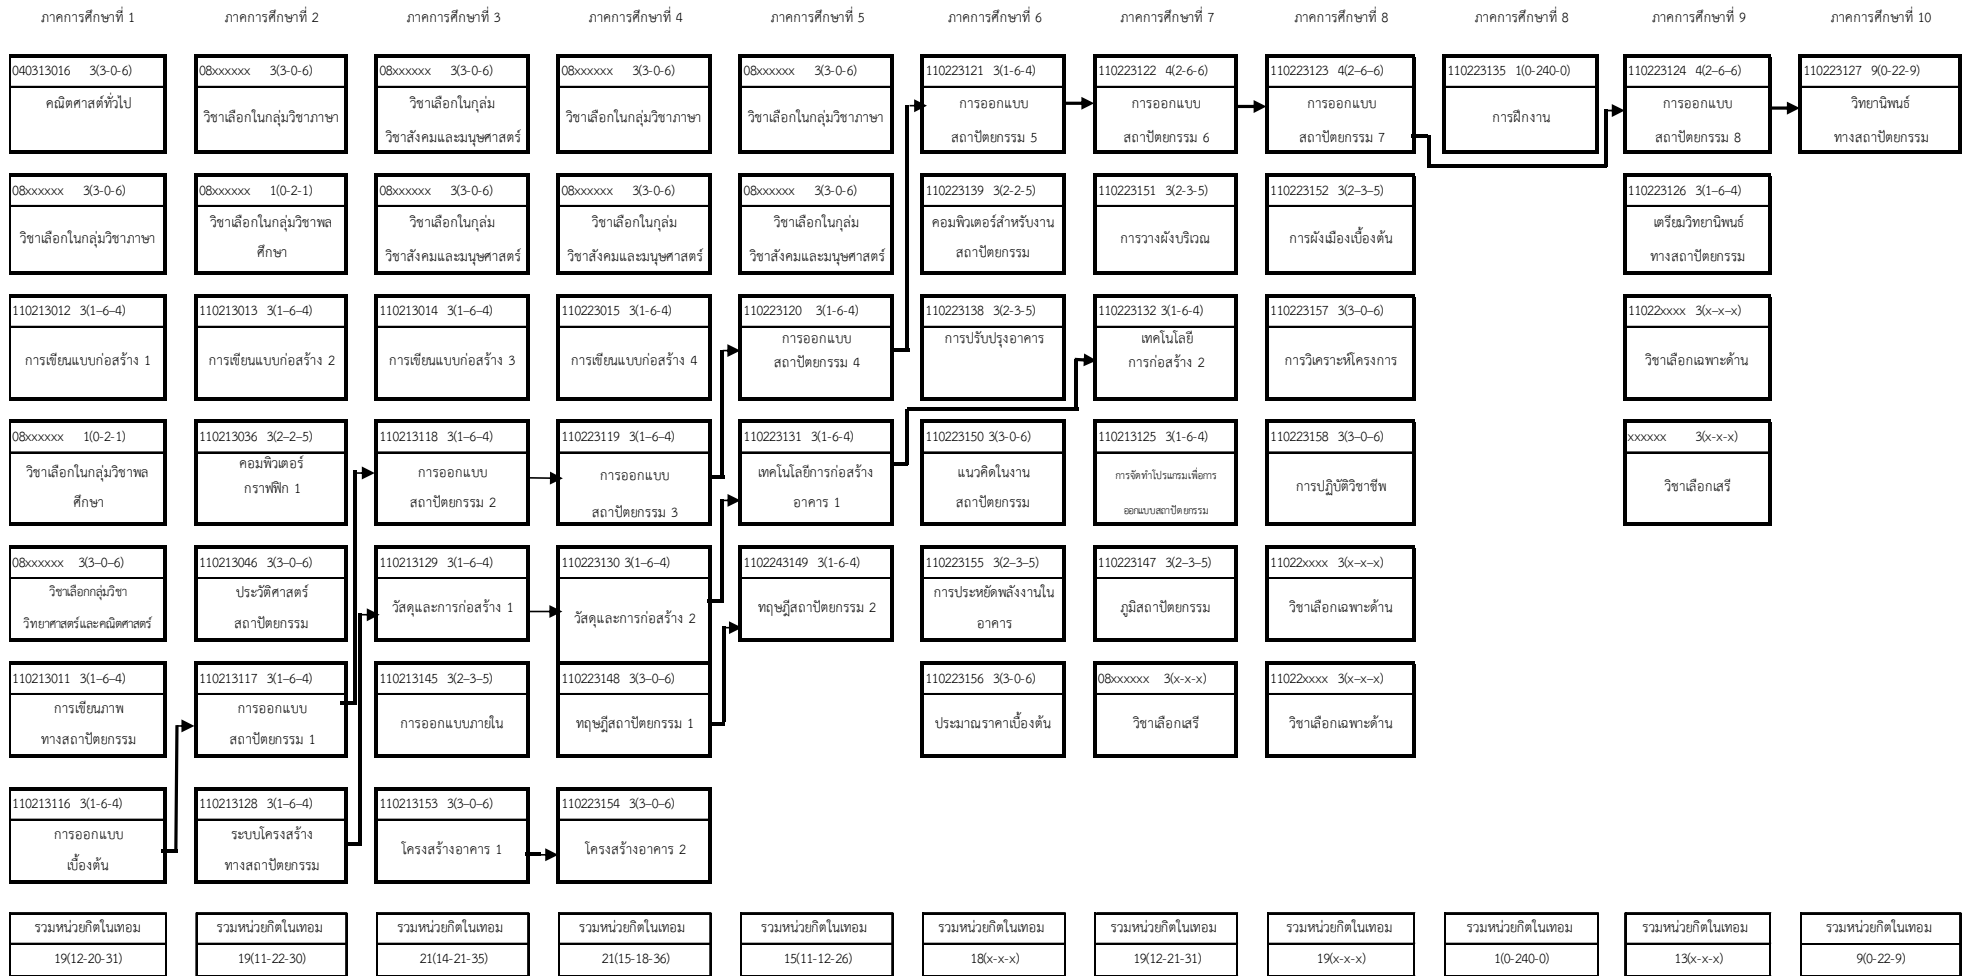 ภาคการศึกษาที่ 1
ภาคการศึกษาที่ 2
ภาคการศึกษาที่ 3
ภาคการศึกษาที่ 4
ภาคการศึกษาที่ 5
ภาคการศึกษาที่ 6
ภาคการศึกษาที่ 7
ภาคการศึกษาที่ 8
ภาคการศึกษาที่ 8
ภาคการศึกษาที่ 9
ภาคการศึกษาที่ 10
040313016 3(3-0-6)
คณิตศาสต์ทั่วไป
08xxxxxx 3(3-0-6)
วิชาเลือกในกลุ่มวิชาภาษา
08xxxxxx 3(3-0-6)
วิชาเลือกในกลุ่ม
วิชาสังคมและมนุษศาสตร์
08xxxxxx 3(3-0-6)
วิชาเลือกในกลุ่มวิชาภาษา
08xxxxxx 3(3-0-6)
วิชาเลือกในกลุ่มวิชาภาษา
110223121 3(1-6-4)
การออกแบบ
สถาปัตยกรรม 5
110223122 4(2-6-6)
การออกแบบ
สถาปัตยกรรม 6
110223123 4(2–6–6)
การออกแบบ
สถาปัตยกรรม 7
110223135 1(0-240-0)
การฝึกงาน
110223124 4(2–6–6)
การออกแบบ
สถาปัตยกรรม 8
110223127 9(0-22-9)
วิทยานิพนธ์
ทางสถาปัตยกรรม
08xxxxxx 3(3-0-6)
วิชาเลือกในกลุ่มวิชาภาษา
08xxxxxx 1(0-2-1)
วิชาเลือกในกลุ่มวิชาพล
ศึกษา
08xxxxxx 3(3-0-6)
วิชาเลือกในกุลุ่ม
วิชาสังคมและมนุษศาสตร์
08xxxxxx 3(3-0-6)
วิชาเลือกในกุลุ่ม
วิชาสังคมและมนุษศาสตร์
08xxxxxx 3(3-0-6)
วิชาเลือกในกุลุ่ม
วิชาสังคมและมนุษศาสตร์
110223139 3(2-2-5)
คอมพิวเตอร์สำหรับงาน
สถาปัตยกรรม
110223151 3(2-3-5)
การวางผังบริเวณ
110223152 3(2–3–5)
การผังเมืองเบื้องต้น
110223126 3(1–6–4)
เตรียมวิทยานิพนธ์
ทางสถาปัตยกรรม
110213012 3(1–6–4)
การเขียนแบบก่อสร้าง 1
110213013 3(1–6–4)
การเขียนแบบก่อสร้าง 2
110213014 3(1–6–4)
การเขียนแบบก่อสร้าง 3
110223015 3(1-6-4)
การเขียนแบบก่อสร้าง 4
110223120 3(1-6-4)
การออกแบบ
สถาปัตยกรรม 4
110223138 3(2-3-5)
การปรับปรุงอาคาร
110223132 3(1-6-4)
เทคโนโลยี
การก่อสร้าง 2
110223157 3(3–0–6)
การวิเคราะห์โครงการ
11022xxxx 3(x–x–x)
วิชาเลือกเฉพาะด้าน
08xxxxxx 1(0-2-1)
วิชาเลือกในกลุ่มวิชาพล
ศึกษา
110213036 3(2–2–5)
คอมพิวเตอร์
กราฟฟิก 1
110213118 3(1–6–4)
การออกแบบ
สถาปัตยกรรม 2
110223119 3(1–6–4)
การออกแบบ
สถาปัตยกรรม 3
110223131 3(1-6-4)
เทคโนโลยีการก่อสร้าง
อาคาร 1
110223150 3(3-0-6)
แนวคิดในงาน
สถาปัตยกรรม
110213125 3(1-6-4)
การจัดทำโปรแกรมเพื่อการ
ออกแบบสถาปัตยกรรม
110223158 3(3–0–6)
การปฏิบัติวิชาชีพ
xxxxxx 3(x-x-x)
วิชาเลือกเสรี
08xxxxxx 3(3–0–6)
วิชาเลือกกลุ่มวิชา
วิทยาศาสตร์และคณิตศาสตร์
110213046 3(3–0–6)
ประวัติศาสตร์
สถาปัตยกรรม
110213129 3(1–6–4)
วัสดุและการก่อสร้าง 1
110223130 3(1–6–4)
วัสดุและการก่อสร้าง 2
1102243149 3(1-6-4)
ทฤษฎีสถาปัตยกรรม 2
110223155 3(2–3–5)
การประหยัดพลังงานใน
อาคาร
110223147 3(2–3–5)
ภูมิสถาปัตยกรรม
11022xxxx 3(x–x–x)
วิชาเลือกเฉพาะด้าน
110213011 3(1–6–4)
การเขียนภาพ
ทางสถาปัตยกรรม
110213117 3(1–6–4)
การออกแบบ
สถาปัตยกรรม 1
110213145 3(2–3–5)
การออกแบบภายใน
110223148 3(3–0–6)
ทฤษฎีสถาปัตยกรรม 1
110223156 3(3-0-6)
ประมาณราคาเบื้องต้น
08xxxxxx 3(x-x-x)
วิชาเลือกเสรี
11022xxxx 3(x–x–x)
วิชาเลือกเฉพาะด้าน
110213116 3(1-6-4)
การออกแบบ
เบื้องต้น
110213128 3(1–6–4)
ระบบโครงสร้าง
ทางสถาปัตยกรรม
110213153 3(3–0–6)
โครงสร้างอาคาร 1
110223154 3(3–0–6)
โครงสร้างอาคาร 2
รวมหน่วยกิตในเทอม
19(12-20-31)
รวมหน่วยกิตในเทอม
19(11-22-30)
รวมหน่วยกิตในเทอม
21(14-21-35)
รวมหน่วยกิตในเทอม
21(15-18-36)
รวมหน่วยกิตในเทอม
15(11-12-26)
รวมหน่วยกิตในเทอม
18(x-x-x)
รวมหน่วยกิตในเทอม
19(12-21-31)
รวมหน่วยกิตในเทอม
19(x-x-x)
รวมหน่วยกิตในเทอม
1(0-240-0)
รวมหน่วยกิตในเทอม
13(x-x-x)
รวมหน่วยกิตในเทอม
9(0-22-9)